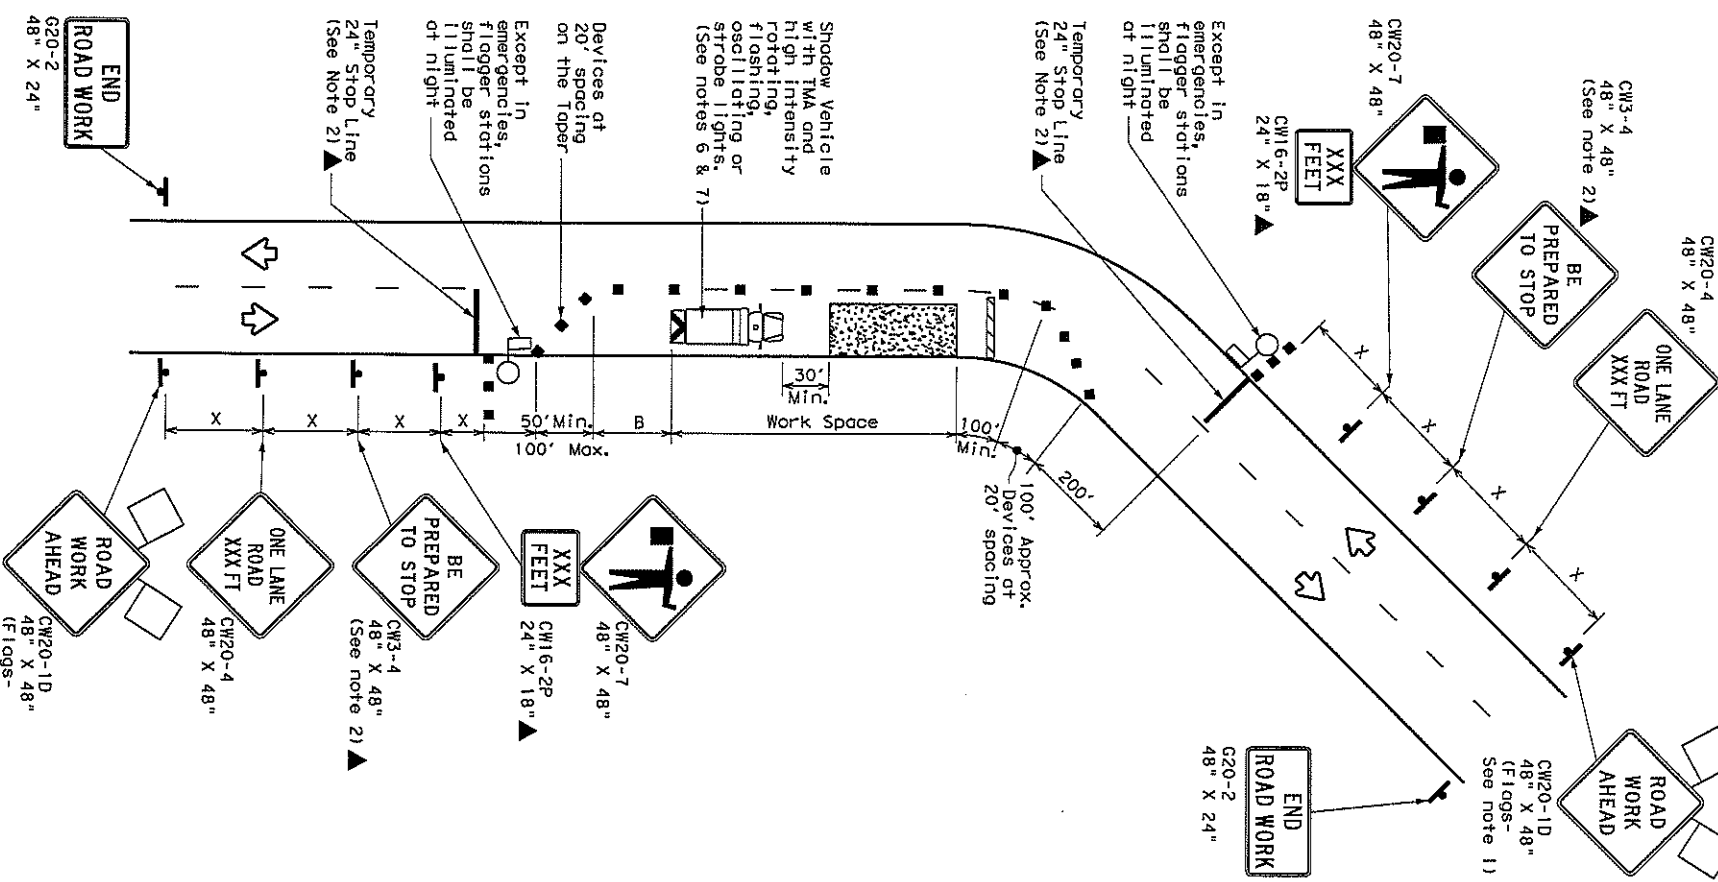 CW20-4
48" X 48"
ONE LANE
ROAD
XXX FT
CW3-4
48" X 48"
(See note 2)▲
BE
PREPARED
TO STOP
CW20-7
48" X 48"
CW16-2P
24" X 18"▲
XXX
FEET
Except in
emergencies,
flagger stations
shall be
illuminated
at night
Temporary
24" Stop Line
(See Note 2)▲
Shadow Vehicle
with TMA and
high intensity
rotating,
flashing,
oscillating or
strobe lights.
(See notes 6 & 7)
Devices at
20' spacing
on the Taper
Except in
emergencies,
flagger stations
shall be
illuminated
at night
Temporary
24" Stop Line
(See Note 2)▲
END
ROAD WORK
G20-2
48" X 24"
X
X
X
X
200'
100' Approx.
Devices at
20' spacing
100'
Min.
Work Space
30'
Min.
B
50'Min.
100' Max.
X
X
X
X
ROAD
WORK
AHEAD
CW20-1D
48" X 48"
(Flags-
See note 1)
END
ROAD WORK
G20-2
48" X 24"
CW20-7
48" X 48"
XXX
FEET
CW16-2P
24" X 18"▲
BE
PREPARED
TO STOP
CW3-4
48" X 48"
(See note 2)▲
ONE LANE
ROAD
XXX FT
CW20-4
48" X 48"
ROAD
WORK
AHEAD
CW20-1D
48" X 48"
(Flags-